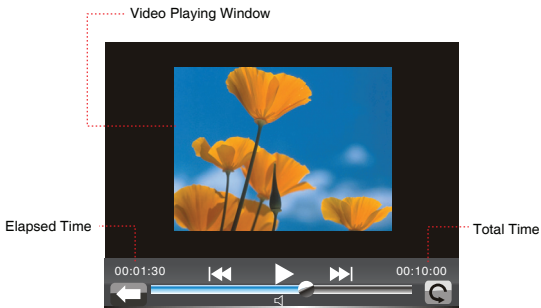 Video Playing Window
Elapsed Time
Total Time
00:01:30
00:10:00